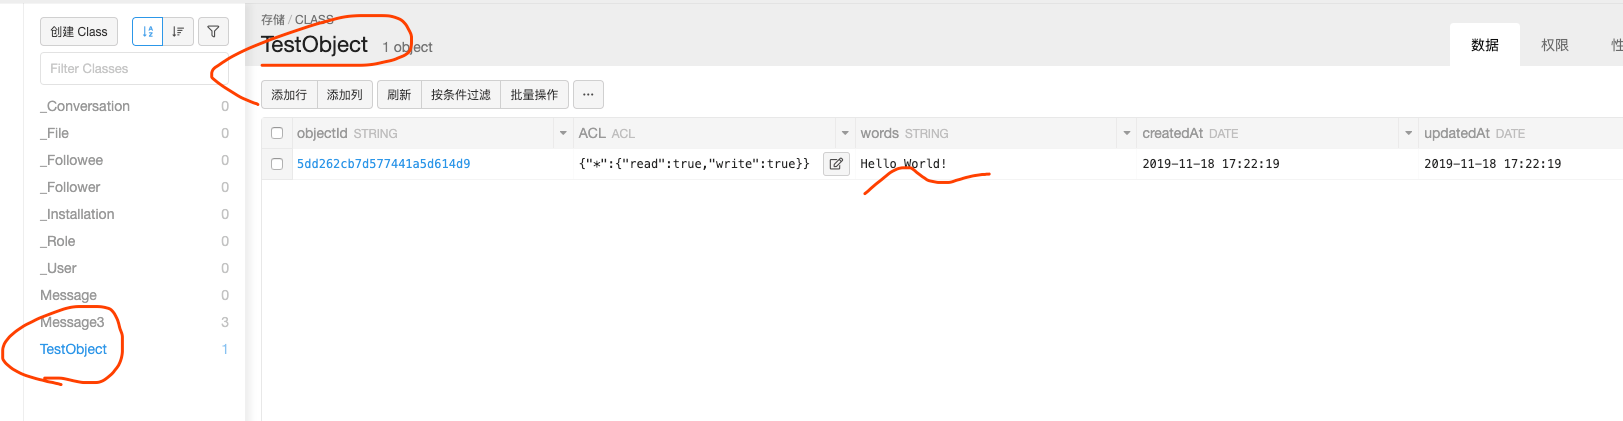 创建 Class
Filter Classes
_Conversation 0
_File 0
_Followee 0
_Follower 0
_Installation 0
_Role 0
_User 0
Message 0
Message3 3
TestObject 1
存储 / CLASS
TestObject 1 object
数据 权限
添加行 添加列 刷新 按条件过滤 批量操作 ...
objectId STRING ACL ACL words STRING createdAt DATE updatedAt DATE
5dd262cb7d577441a5d614d9 {"*":{"read":true,"write":true}} Hello World! 2019-11-18 17:22:19 2019-11-18 17:22:19